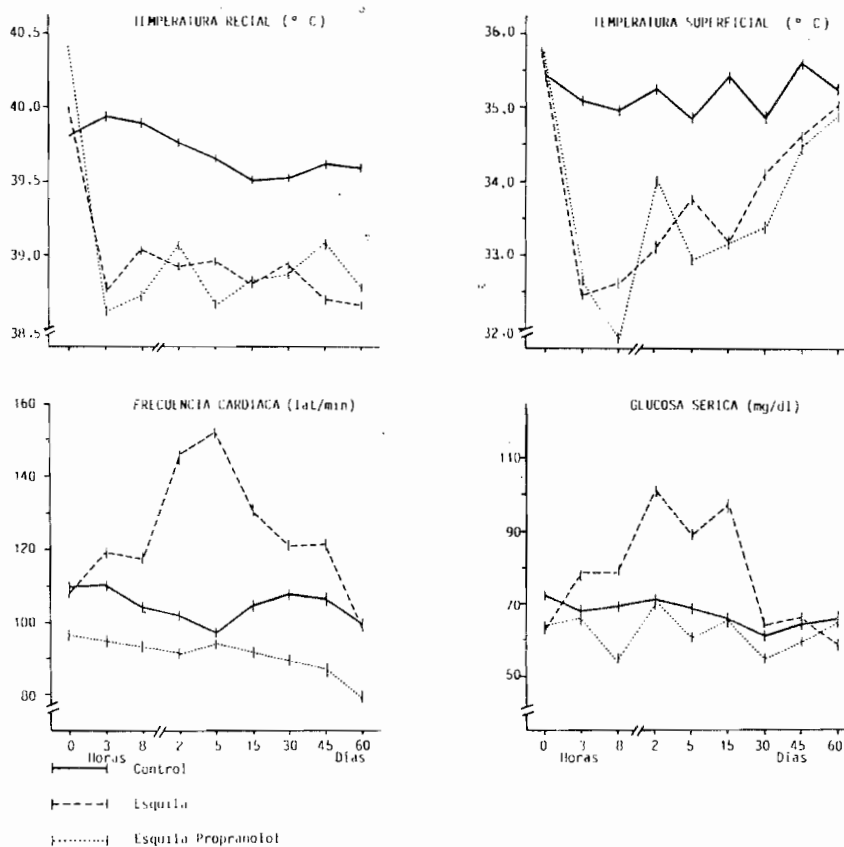 TEMPERATURA RECTAL (° C)
40.0
39.5
39.0
38.5
TEMPERATURA SUPERFICIAL (° C)
36.0
35.0
34.0
33.0
32.0
FRECUENCIA CARDIACA (lat/min)
160
140
120
100
80
0 3 8 2 5 15 30 45 60
Horas Días
GLUCOSA SERICA (mg/dl)
110
90
70
50
0 3 8 2 5 15 30 45 60
Horas Días
Control
Esquila
Esquila Propranolol